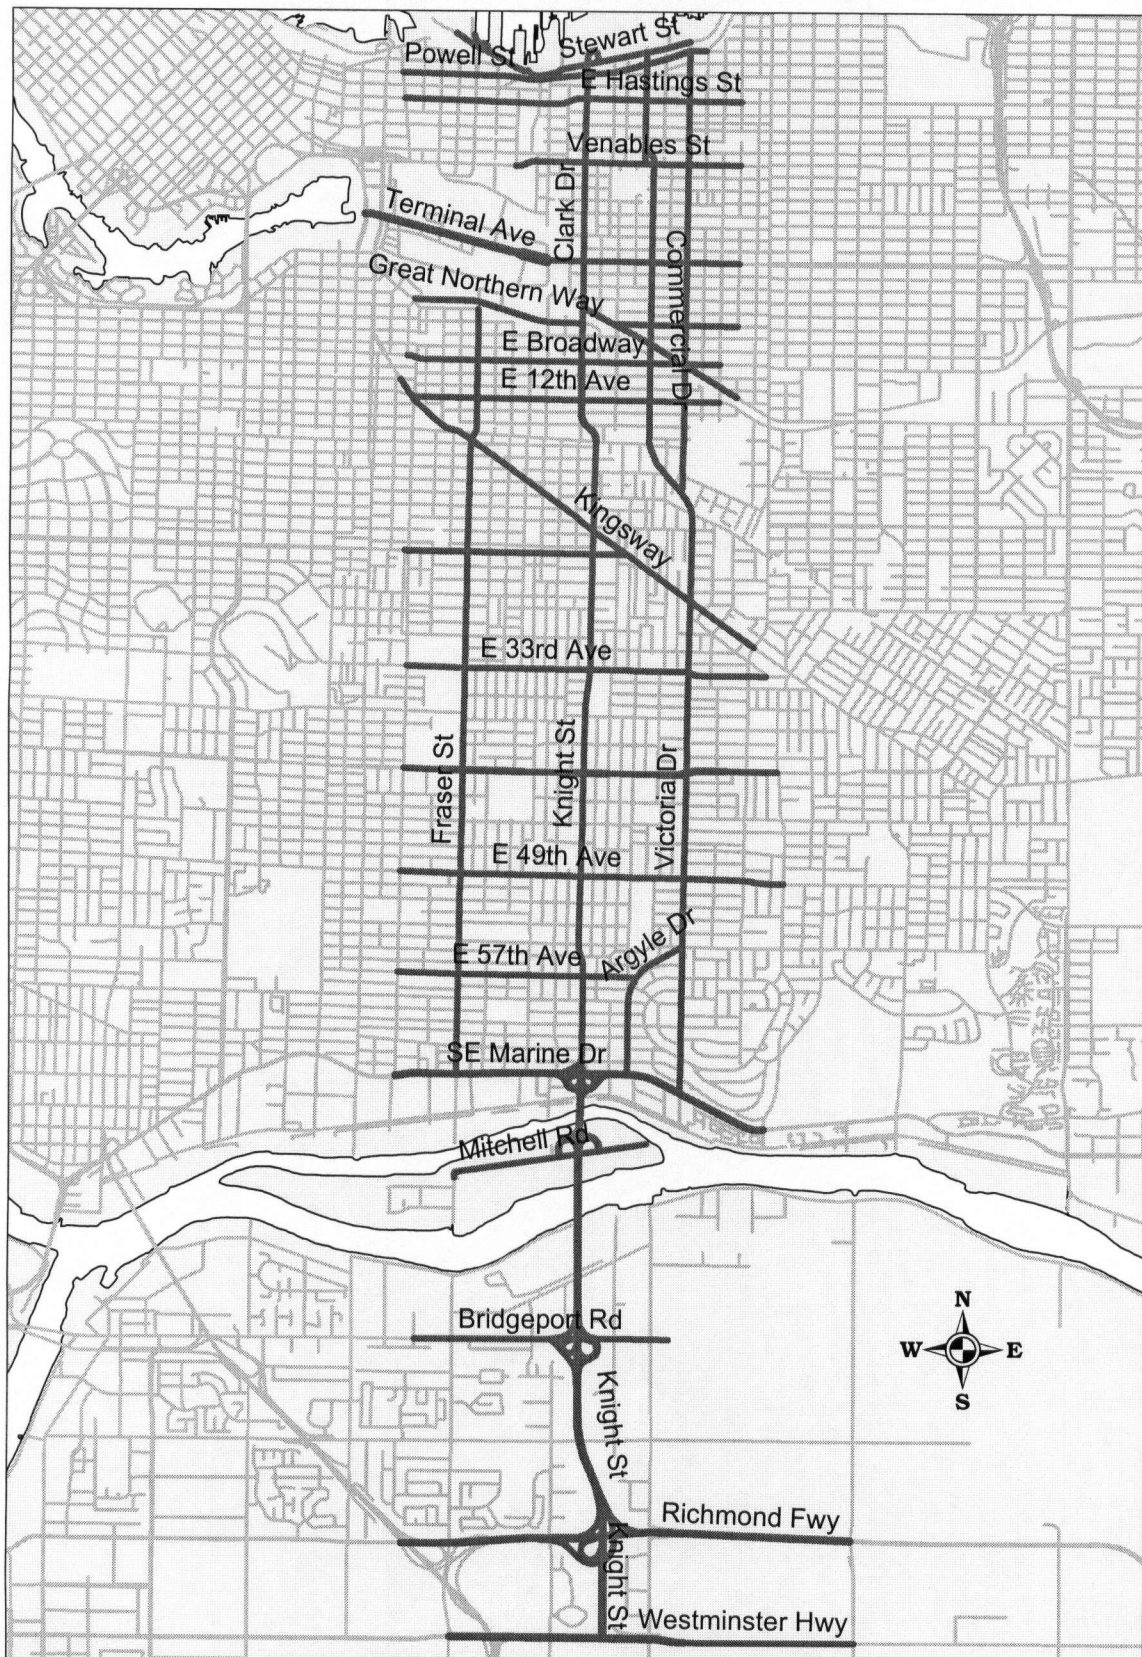 Stewart St
Powell St
E Hastings St
Venables St
Clark Dr
Terminal Ave
Commercial Dr
Great Northern Way
E Broadway
E 12th Ave
Kingsway
E 33rd Ave
Fraser St
Knight St
Victoria Dr
E 49th Ave
Argyle Dr
E 57th Ave
SE Marine Dr
Mitchell Rd
Bridgeport Rd
N
W E
S
Knight St
Richmond Fwy
Knight St
Westminster Hwy